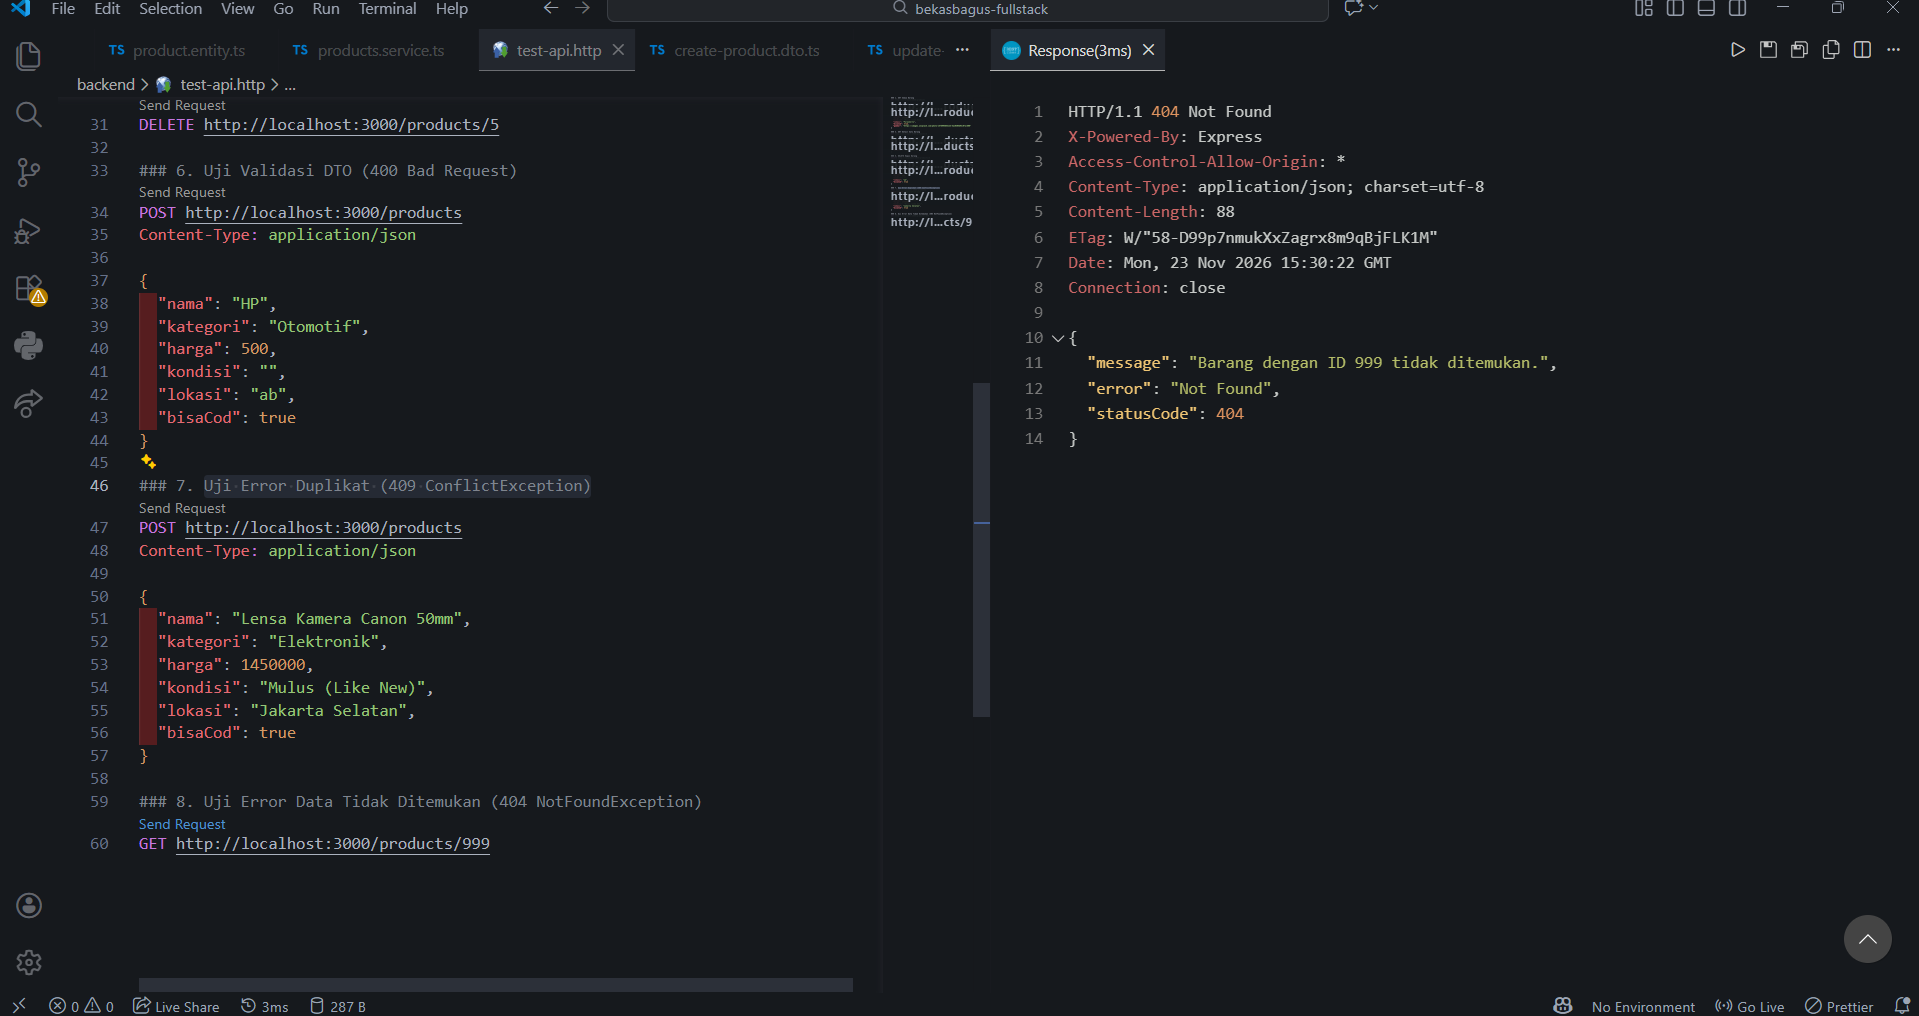 File Edit Selection View Go Run Terminal Help
bekasbagus-fullstack
TS product.entity.ts
TS products.service.ts
test-api.http
TS create-product.dto.ts
TS update-
Response(3ms)
backend > test-api.http > ...
Send Request
31 DELETE http://localhost:3000/products/5
32
33 ### 6. Uji Validasi DTO (400 Bad Request)
Send Request
34 POST http://localhost:3000/products
35 Content-Type: application/json
36
37 {
38 "nama": "HP",
39 "kategori": "Otomotif",
40 "harga": 500,
41 "kondisi": "",
42 "lokasi": "ab",
43 "bisaCod": true
44 }
45
46 ### 7. Uji Error Duplikat (409 ConflictException)
Send Request
47 POST http://localhost:3000/products
48 Content-Type: application/json
49
50 {
51 "nama": "Lensa Kamera Canon 50mm",
52 "kategori": "Elektronik",
53 "harga": 1450000,
54 "kondisi": "Mulus (Like New)",
55 "lokasi": "Jakarta Selatan",
56 "bisaCod": true
57 }
58
59 ### 8. Uji Error Data Tidak Ditemukan (404 NotFoundException)
Send Request
60 GET http://localhost:3000/products/999
http://l...roduc
http://l...ducts
http://l...roduc
http://l...roduc
http://l...cts/9
1 HTTP/1.1 404 Not Found
2 X-Powered-By: Express
3 Access-Control-Allow-Origin: *
4 Content-Type: application/json; charset=utf-8
5 Content-Length: 88
6 ETag: W/"58-D99p7nmukXxZagrx8m9qBjFLK1M"
7 Date: Mon, 23 Nov 2026 15:30:22 GMT
8 Connection: close
9
10 {
11 "message": "Barang dengan ID 999 tidak ditemukan.",
12 "error": "Not Found",
13 "statusCode": 404
14 }
0 0 Live Share 3ms 287 B
No Environment Go Live Prettier